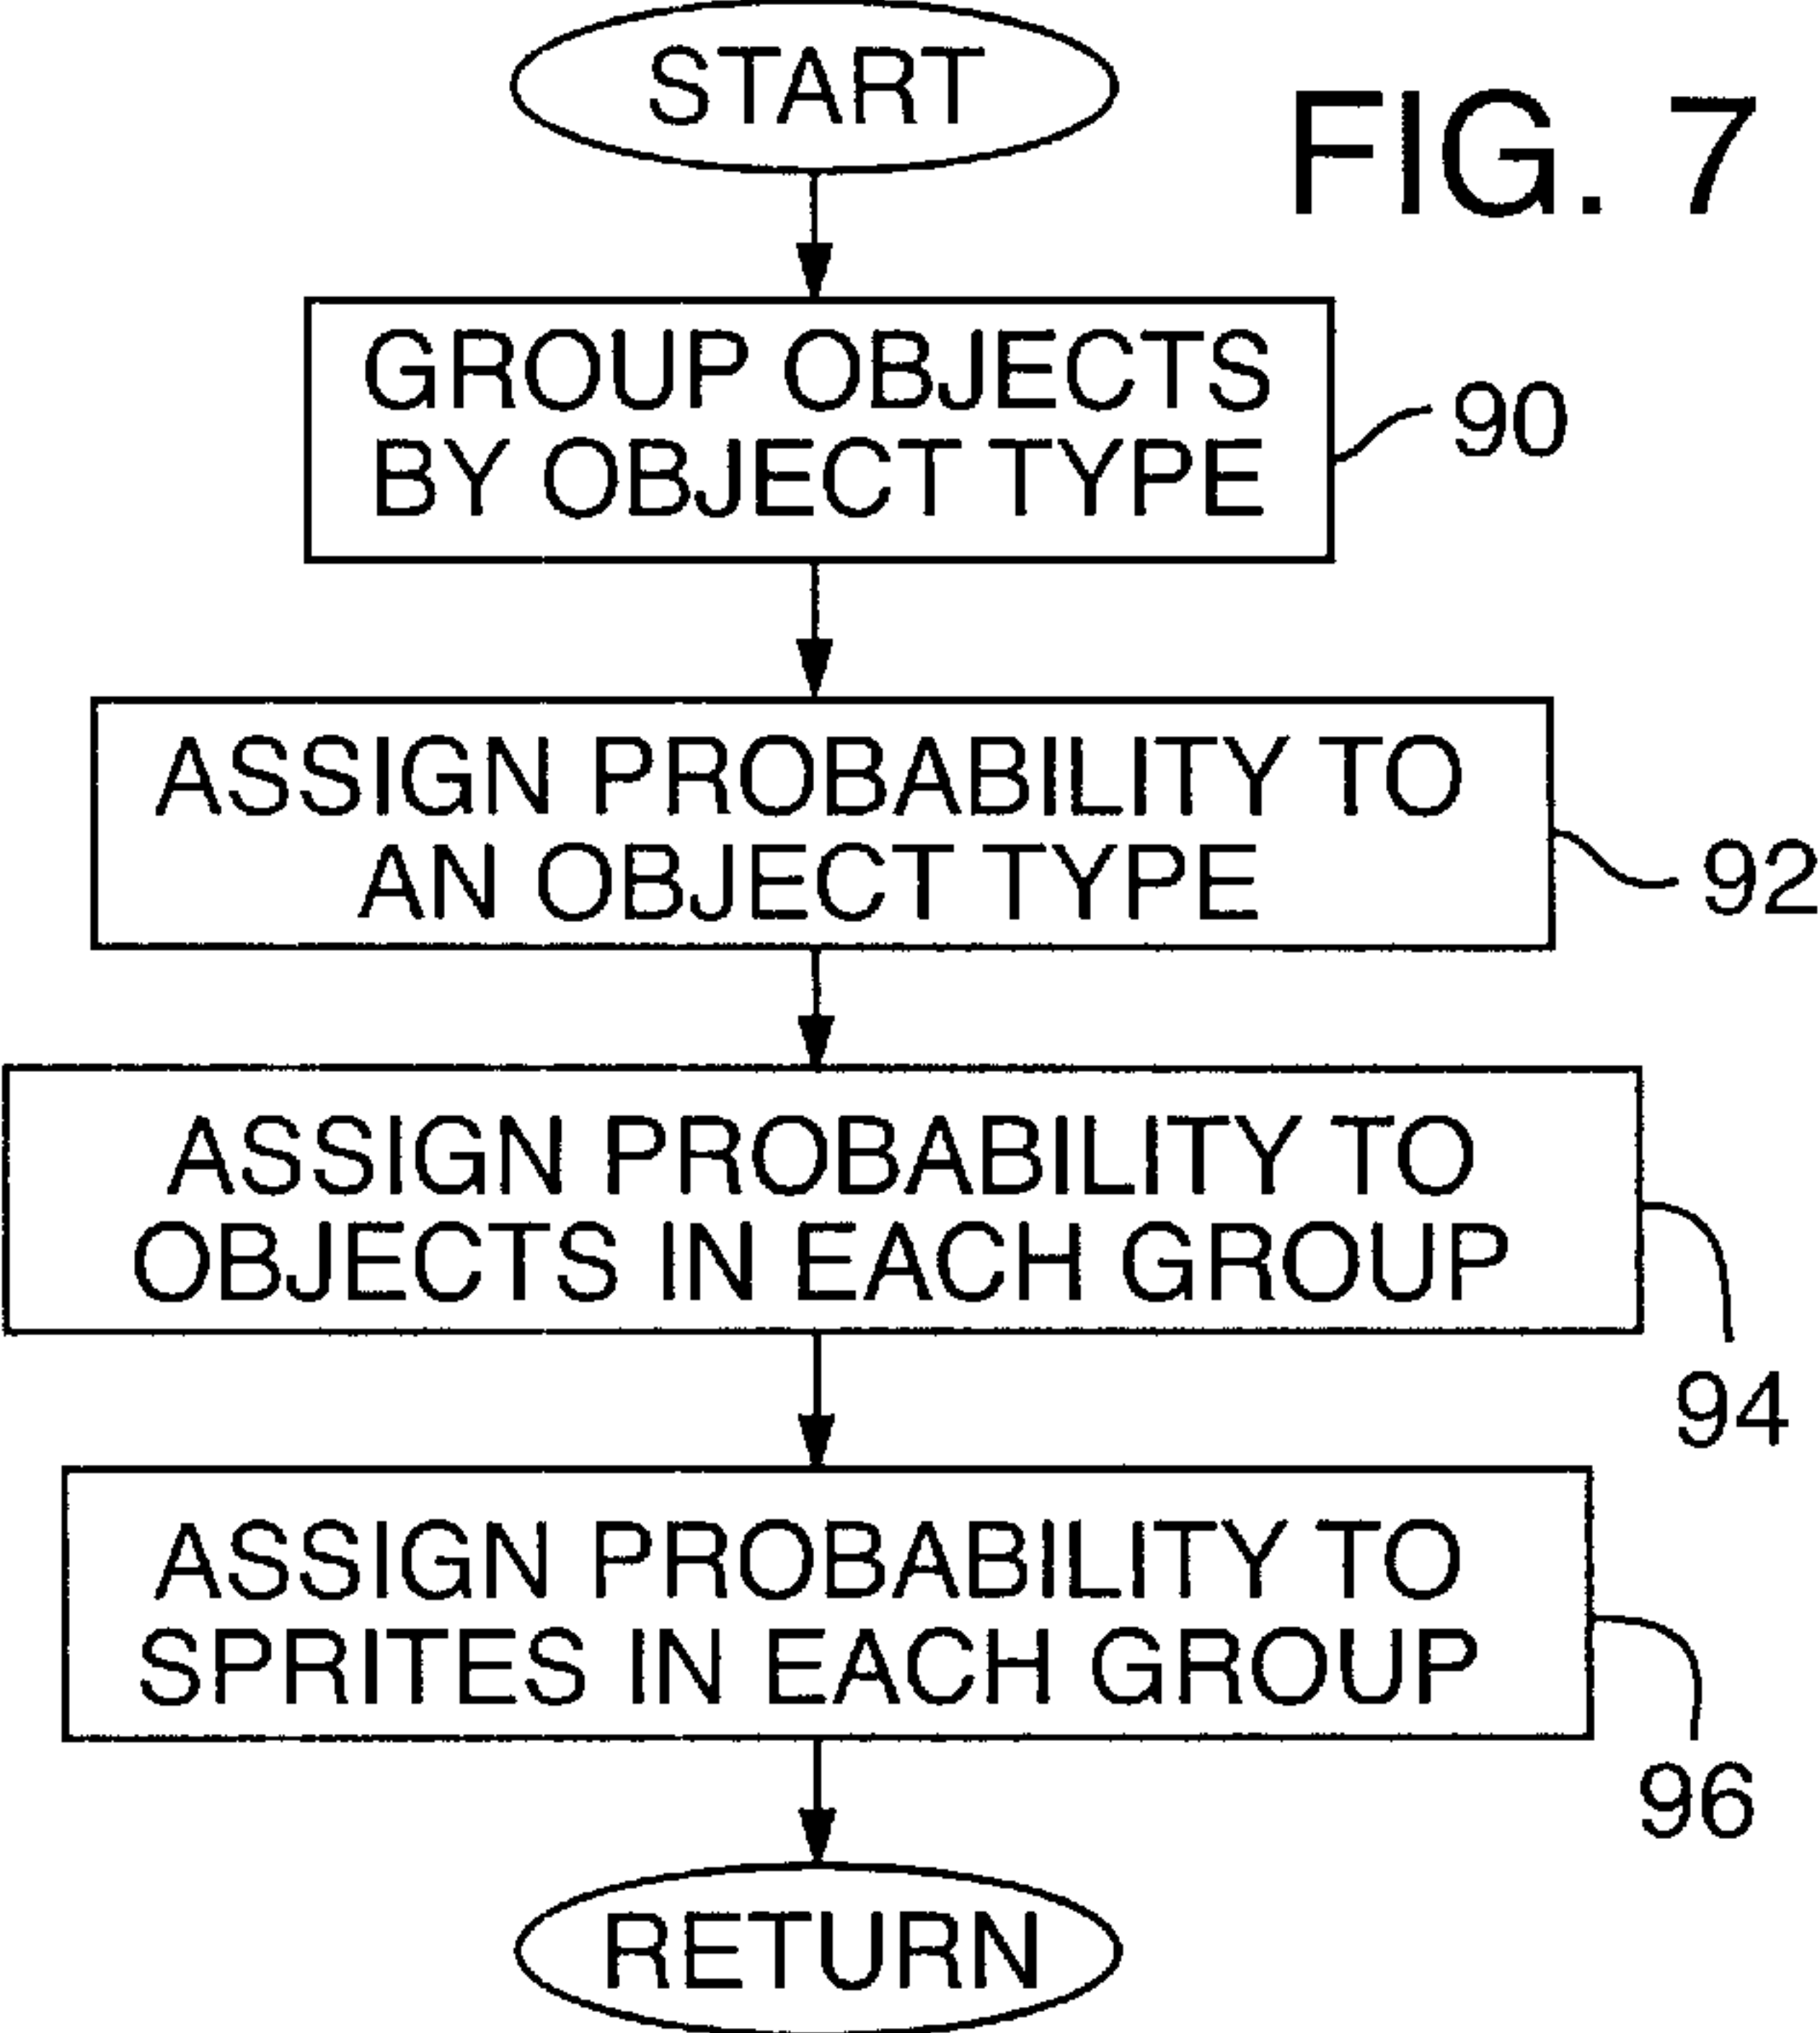 START
FIG. 7
GROUP OBJECTS
BY OBJECT TYPE
90
ASSIGN PROBABILITY TO
AN OBJECT TYPE
92
ASSIGN PROBABILITY TO
OBJECTS IN EACH GROUP
94
ASSIGN PROBABILITY TO
SPRITES IN EACH GROUP
96
RETURN